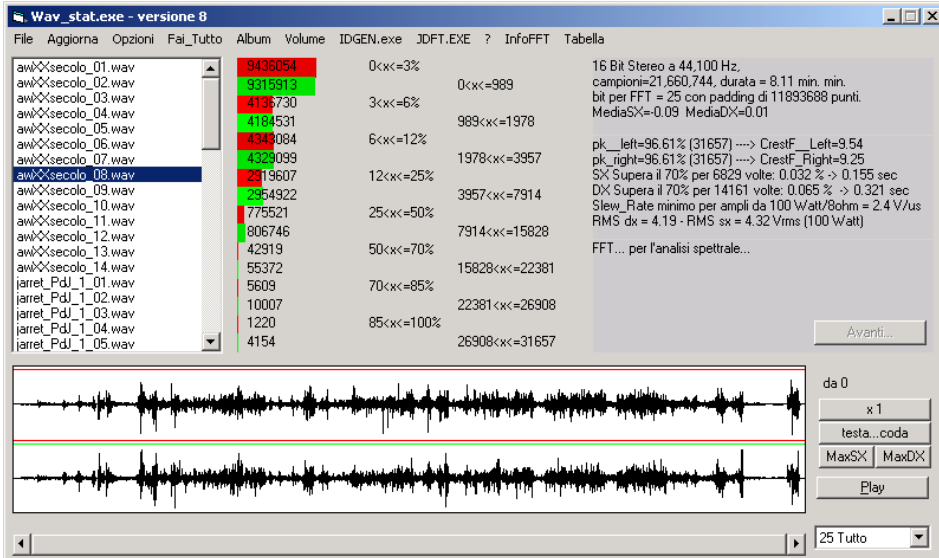 Wav_stat.exe - versione 8
File Aggiorna Opzioni Fai_Tutto Album Volume IDGEN.exe JDFT.EXE ? InfoFFT Tabella
awXXsecolo_01.wav
awXXsecolo_02.wav
awXXsecolo_03.wav
awXXsecolo_04.wav
awXXsecolo_05.wav
awXXsecolo_06.wav
awXXsecolo_07.wav
awXXsecolo_08.wav
awXXsecolo_09.wav
awXXsecolo_10.wav
awXXsecolo_11.wav
awXXsecolo_12.wav
awXXsecolo_13.wav
awXXsecolo_14.wav
jarret_PdJ_1_01.wav
jarret_PdJ_1_02.wav
jarret_PdJ_1_03.wav
jarret_PdJ_1_04.wav
jarret_PdJ_1_05.wav
9436054 0<x<=3%
9315913 0<x<=989
4136730 3<x<=6%
4184531 989<x<=1978
4343084 6<x<=12%
4329099 1978<x<=3957
2919607 12<x<=25%
2954922 3957<x<=7914
775521 25<x<=50%
806746 7914<x<=15828
42919 50<x<=70%
55372 15828<x<=22381
5609 70<x<=85%
10007 22381<x<=26908
1220 85<x<=100%
4154 26908<x<=31657
16 Bit Stereo a 44,100 Hz,
campioni=21,660,744, durata = 8.11 min. min.
bit per FFT = 25 con padding di 11893688 punti.
MediaSX=-0.09 MediaDX=0.01
pk__left=96.61% (31657) ----> CrestF__Left=9.54
pk_right=96.61% (31657) ----> CrestF_Right=9.25
SX Supera il 70% per 6829 volte: 0.032 % -> 0.155 sec
DX Supera il 70% per 14161 volte: 0.065 % -> 0.321 sec
Slew_Rate minimo per ampli da 100 Watt/8ohm = 2.4 V/us
RMS dx = 4.19 - RMS sx = 4.32 Vrms (100 Watt)
FFT... per l'analisi spettrale...
Avanti...
da 0
x 1
testa...coda
MaxSX MaxDX
Play
25 Tutto